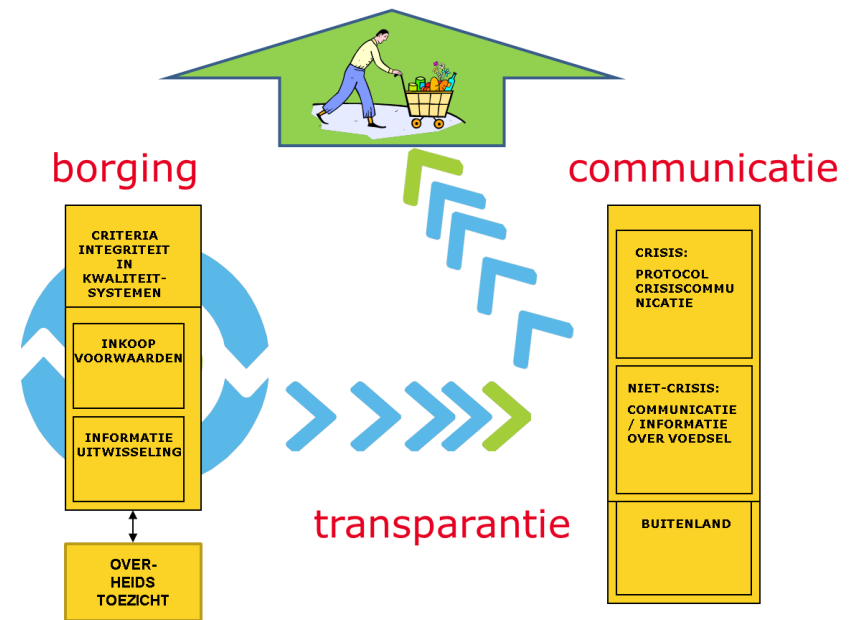 borging
communicatie
CRITERIA
INTEGRITEIT
IN
KWALITEIT-
SYSTEMEN
INKOOP
VOORWAARDEN
INFORMATIE
UITWISSELING
OVER-
HEIDS
TOEZICHT
transparantie
CRISIS:
PROTOCOL
CRISISCOMMU
NICATIE
NIET-CRISIS:
COMMUNICATIE
/ INFORMATIE
OVER VOEDSEL
BUITENLAND